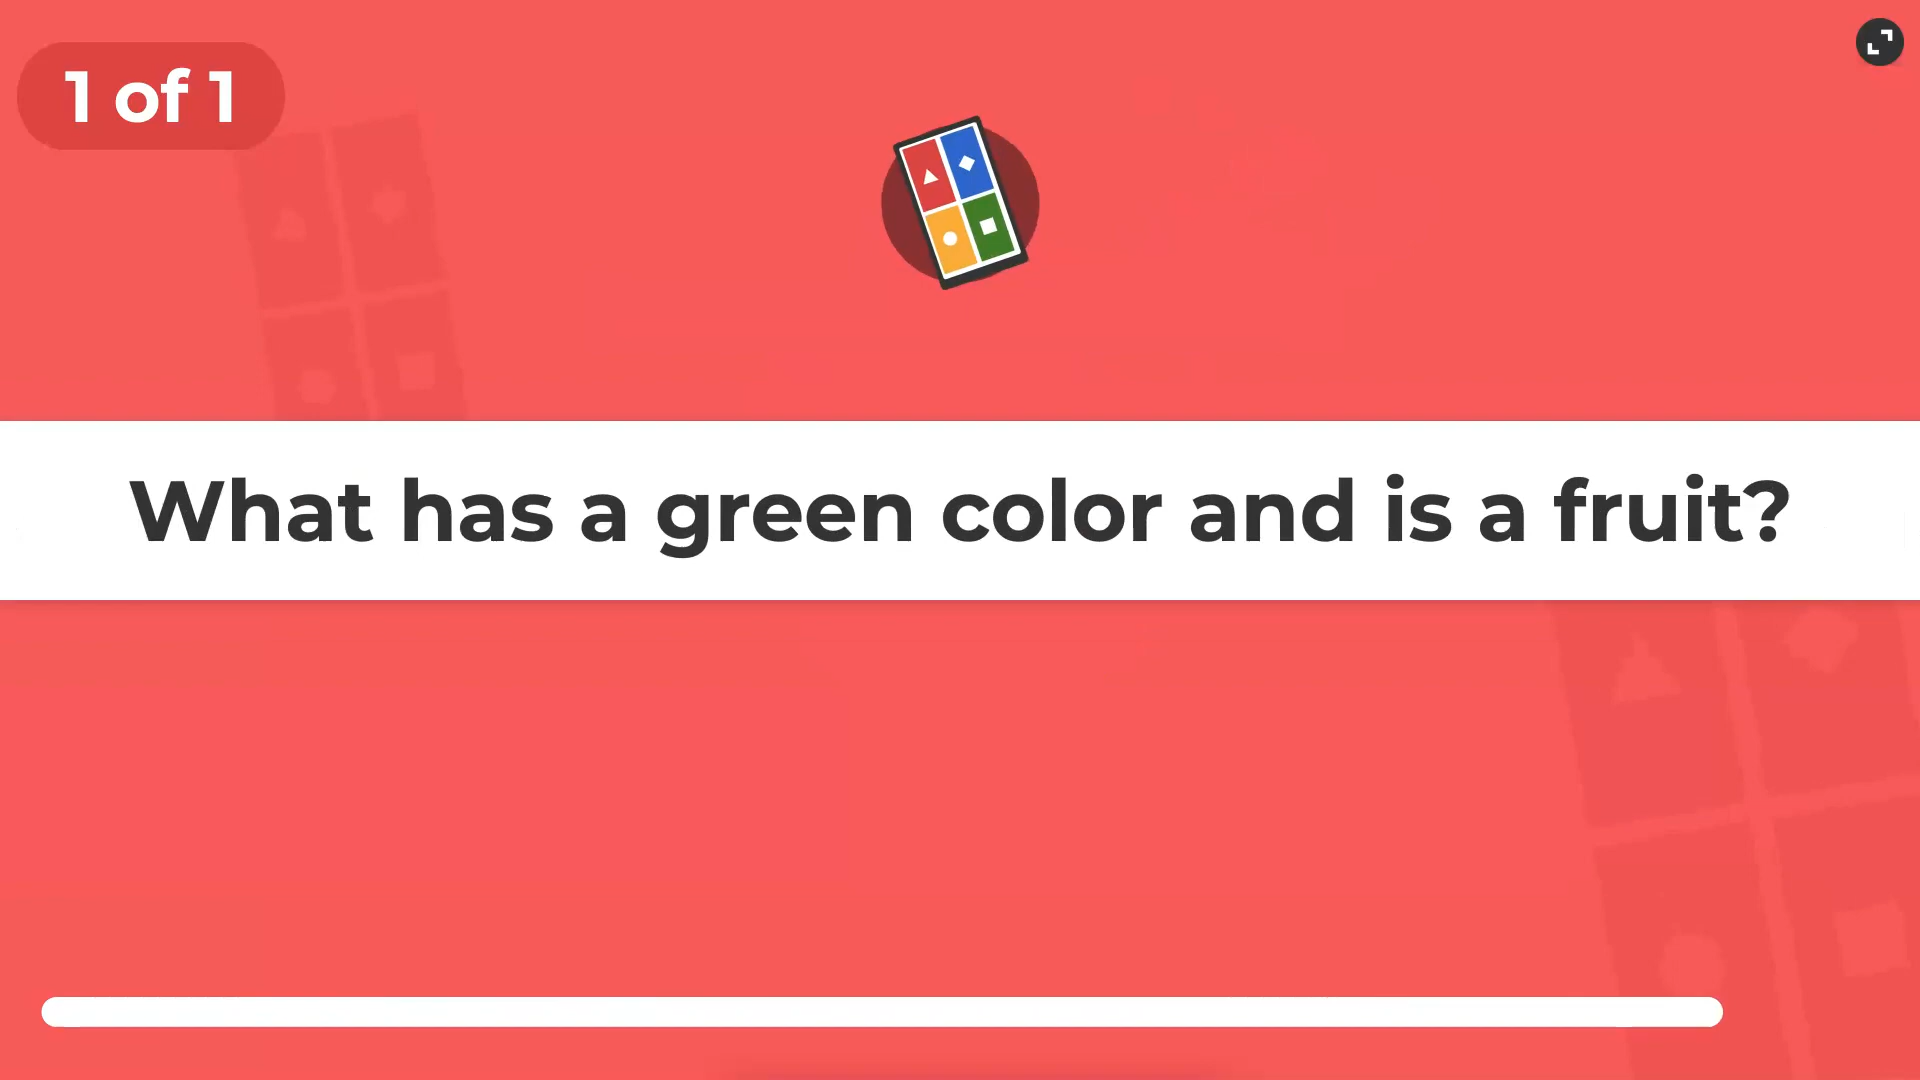 1 of 1
What has a green color and is a fruit?